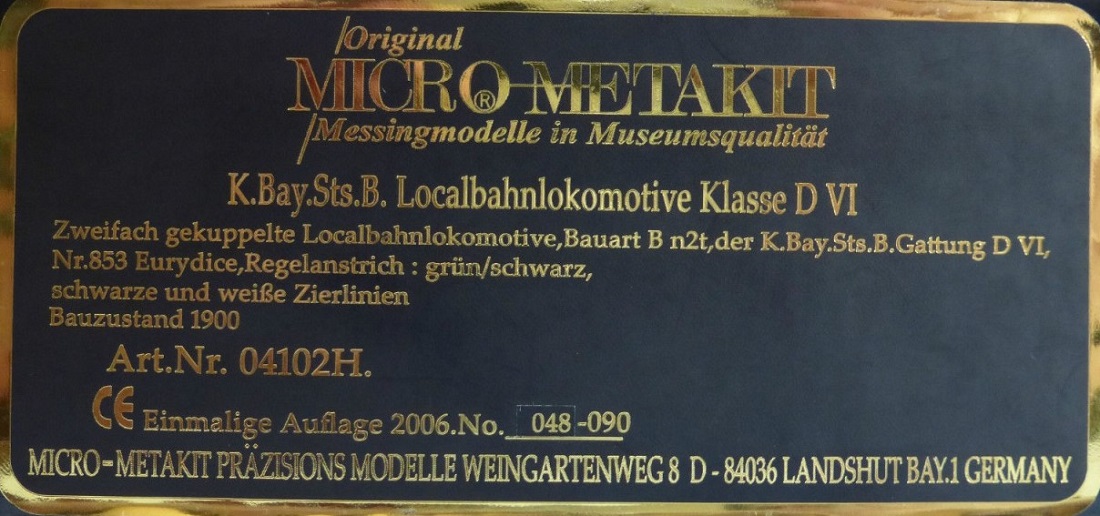 Original
MICRO®-METAKIT
Messingmodelle in Museumsqualität
K.Bay.Sts.B. Localbahnlokomotive Klasse D VI
Zweifach gekuppelte Localbahnlokomotive,Bauart B n2t,der K.Bay.Sts.B.Gattung D VI,
Nr.853 Eurydice,Regelanstrich : grün/schwarz,
schwarze und weiße Zierlinien
Bauzustand 1900
Art.Nr. 04102H.
CE Einmalige Auflage 2006.No. 048-090
MICRO-METAKIT PRÄZISIONS MODELLE WEINGARTENWEG 8 D - 84036 LANDSHUT BAY.1 GERMANY